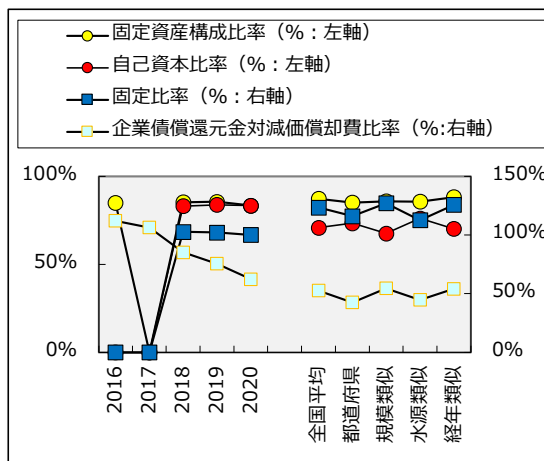 固定資産構成比率（%：左軸）
自己資本比率（%：左軸）
固定比率（%：右軸）
企業債償還元金対減価償却費比率（%:右軸）
100%
50%
0%
150%
100%
50%
0%
2016
2017
2018
2019
2020
全国平均
都道府県
規模類似
水源類似
経年類似